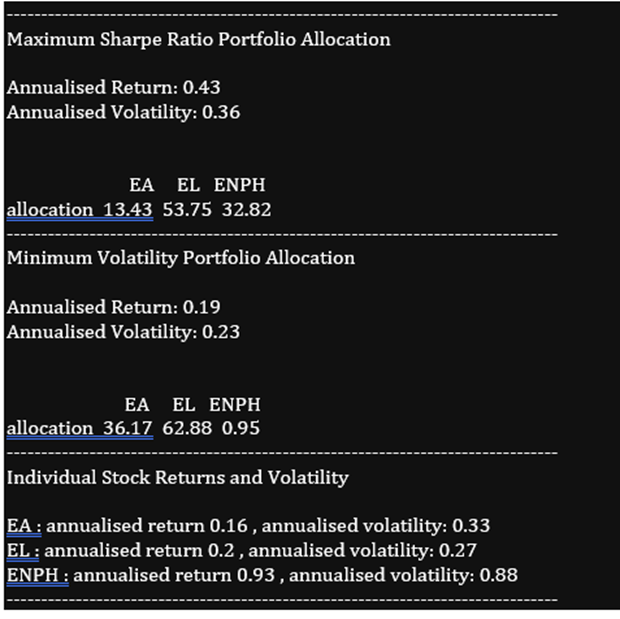 --------------------------------------------------------------------------------
Maximum Sharpe Ratio Portfolio Allocation
Annualised Return: 0.43
Annualised Volatility: 0.36
EA EL ENPH
allocation 13.43 53.75 32.82
--------------------------------------------------------------------------------
Minimum Volatility Portfolio Allocation
Annualised Return: 0.19
Annualised Volatility: 0.23
EA EL ENPH
allocation 36.17 62.88 0.95
--------------------------------------------------------------------------------
Individual Stock Returns and Volatility
EA : annualised return 0.16 , annualised volatility: 0.33
EL : annualised return 0.2 , annualised volatility: 0.27
ENPH : annualised return 0.93 , annualised volatility: 0.88
--------------------------------------------------------------------------------